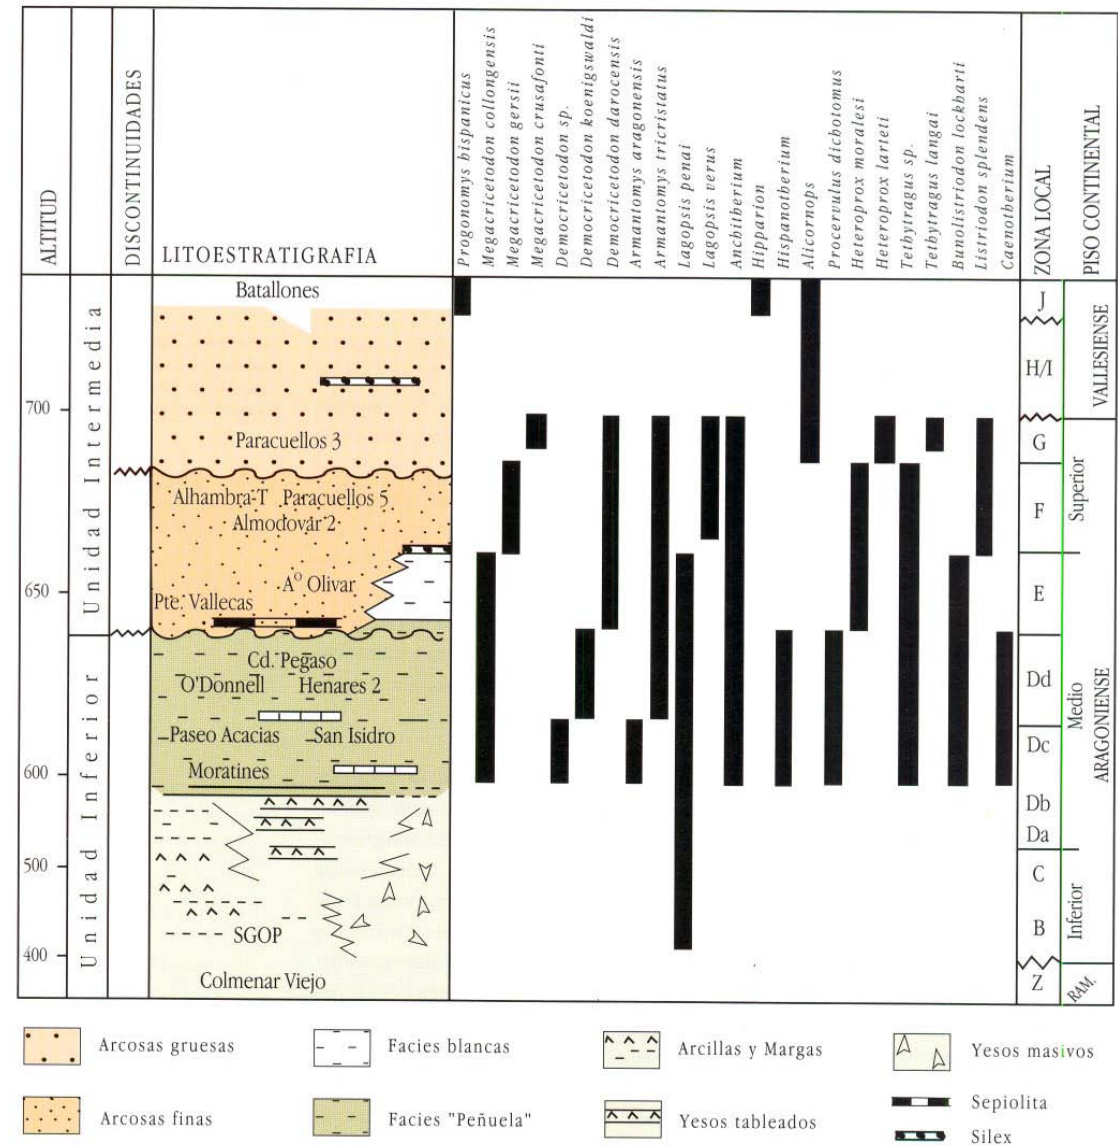 ALTITUD
DISCONTINUIDADES
LITOESTRATIGRAFIA
Progonomys hispanicus
Megacricetodon collongensis
Megacricetodon gersii
Megacricetodon crusafonti
Democricetodon sp.
Democricetodon koenigswaldi
Democricetodon darocensis
Armantomys aragonensis
Armantomys tricristatus
Lagopsis penai
Lagopsis verus
Anchitherium
Hipparion
Hispanotherium
Alicornops
Procervulus dichotomus
Heteroprox moralesi
Heteroprox larteti
Tethytragus sp.
Tethytragus langai
Bunolistriodon lockharti
Listriodon splendens
Caenotherium
ZONA LOCAL
PISO CONTINENTAL
700
650
600
500
400
Unidad Intermedia
Unidad Inferior
Batallones
Paracuellos 3
Alhambra-T Paracuellos 5
Almodovar 2
Aº Olivar
Pte. Vallecas
Cd. Pegaso
O'Donnell Henares 2
Paseo Acacias San Isidro
Moratines
SGOP
Colmenar Viejo
J
H/I
G
F
E
Dd
Dc
Db
Da
C
B
Z
Superior
Medio
Inferior
VALLESIENSE
ARAGONIENSE
RAM.
Arcosas gruesas
Facies blancas
Arcillas y Margas
Yesos masivos
Arcosas finas
Facies "Peñuela"
Yesos tableados
Sepiolita
Silex